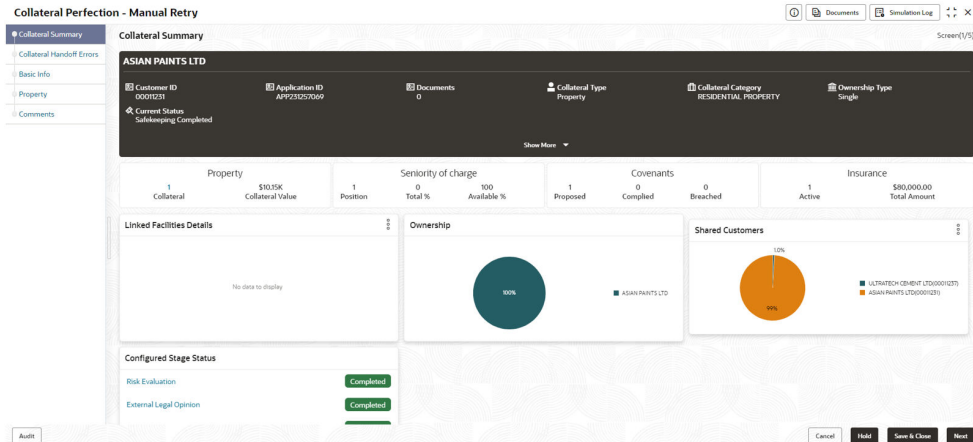 Collateral Perfection - Manual Retry
Documents
Simulation Log
Collateral Summary
Collateral Handoff Errors
Basic Info
Property
Comments
Collateral Summary
Screen(1/5)
ASIAN PAINTS LTD
Customer ID
00011231
Application ID
APP231257069
Documents
0
Collateral Type
Property
Collateral Category
RESIDENTIAL PROPERTY
Ownership Type
Single
Current Status
Safekeeping Completed
Show More
Property
1
Collateral
$10.15K
Collateral Value
Seniority of charge
1
Position
0
Total %
100
Available %
Covenants
1
Proposed
0
Complied
0
Breached
Insurance
1
Active
$80,000.00
Total Amount
Linked Facilities Details
No data to display
Ownership
100%
ASIAN PAINTS LTD
Shared Customers
1.0%
99%
ULTRATECH CEMENT LTD(00011237)
ASIAN PAINTS LTD(00011231)
Configured Stage Status
Risk Evaluation
Completed
External Legal Opinion
Completed
Audit
Cancel
Hold
Save & Close
Next